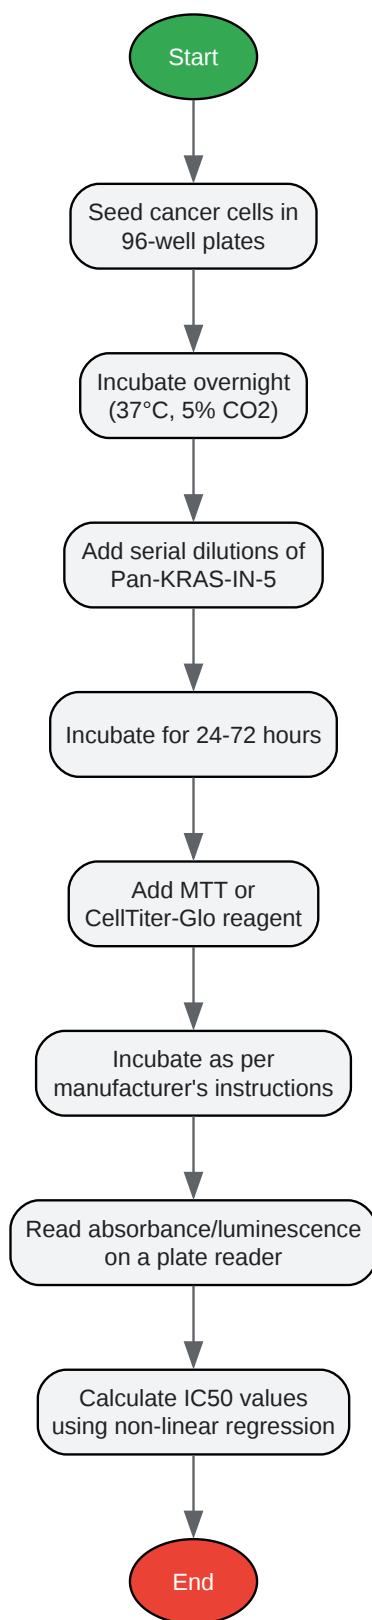 Start
Seed cancer cells in
96-well plates
Incubate overnight
(37°C, 5% CO2)
Add serial dilutions of
Pan-KRAS-IN-5
Incubate for 24-72 hours
Add MTT or
CellTiter-Glo reagent
Incubate as per
manufacturer's instructions
Read absorbance/luminescence
on a plate reader
Calculate IC50 values
using non-linear regression
End